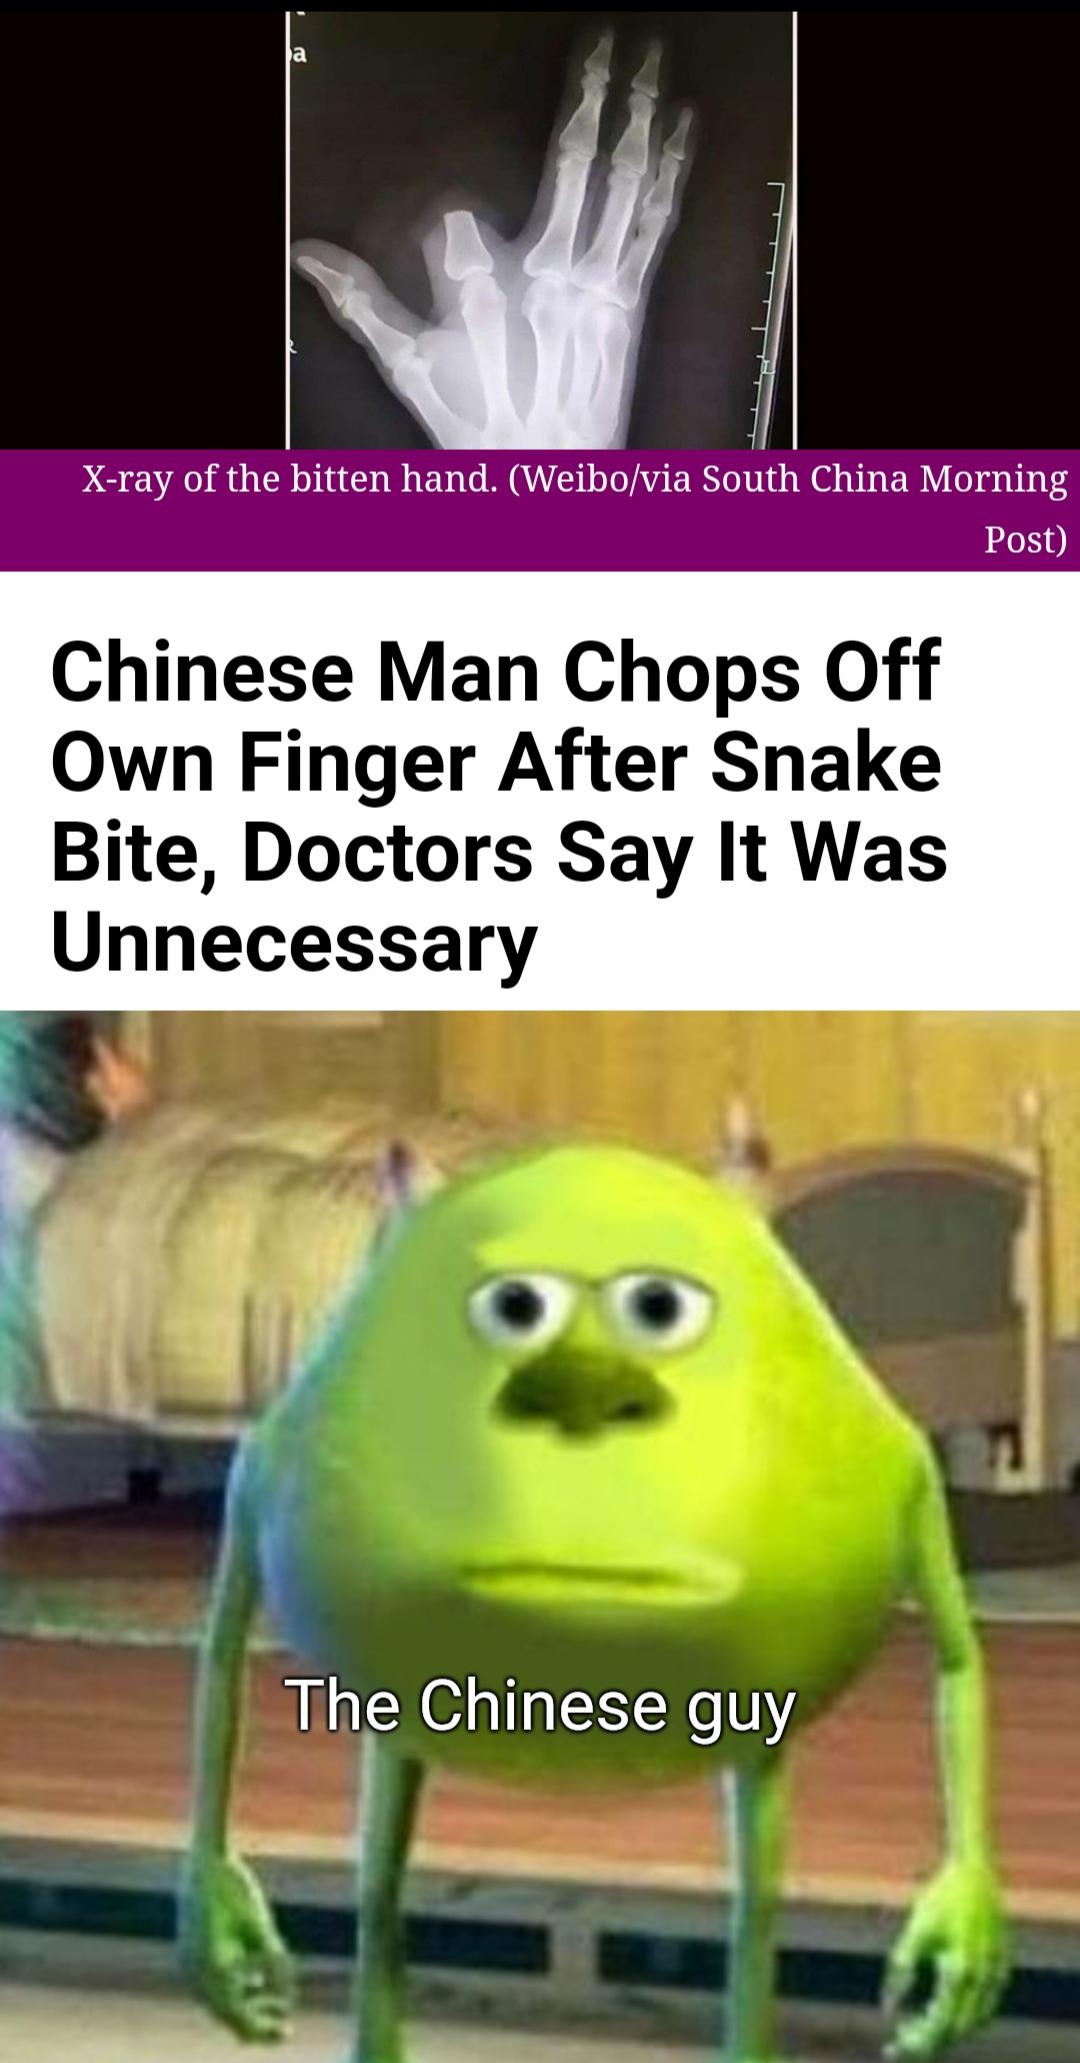 a
X-ray of the bitten hand. (Weibo/via South China Morning
Post)
Chinese Man Chops Off
Own Finger After Snake
Bite, Doctors Say It Was
Unnecessary
The Chinese guy